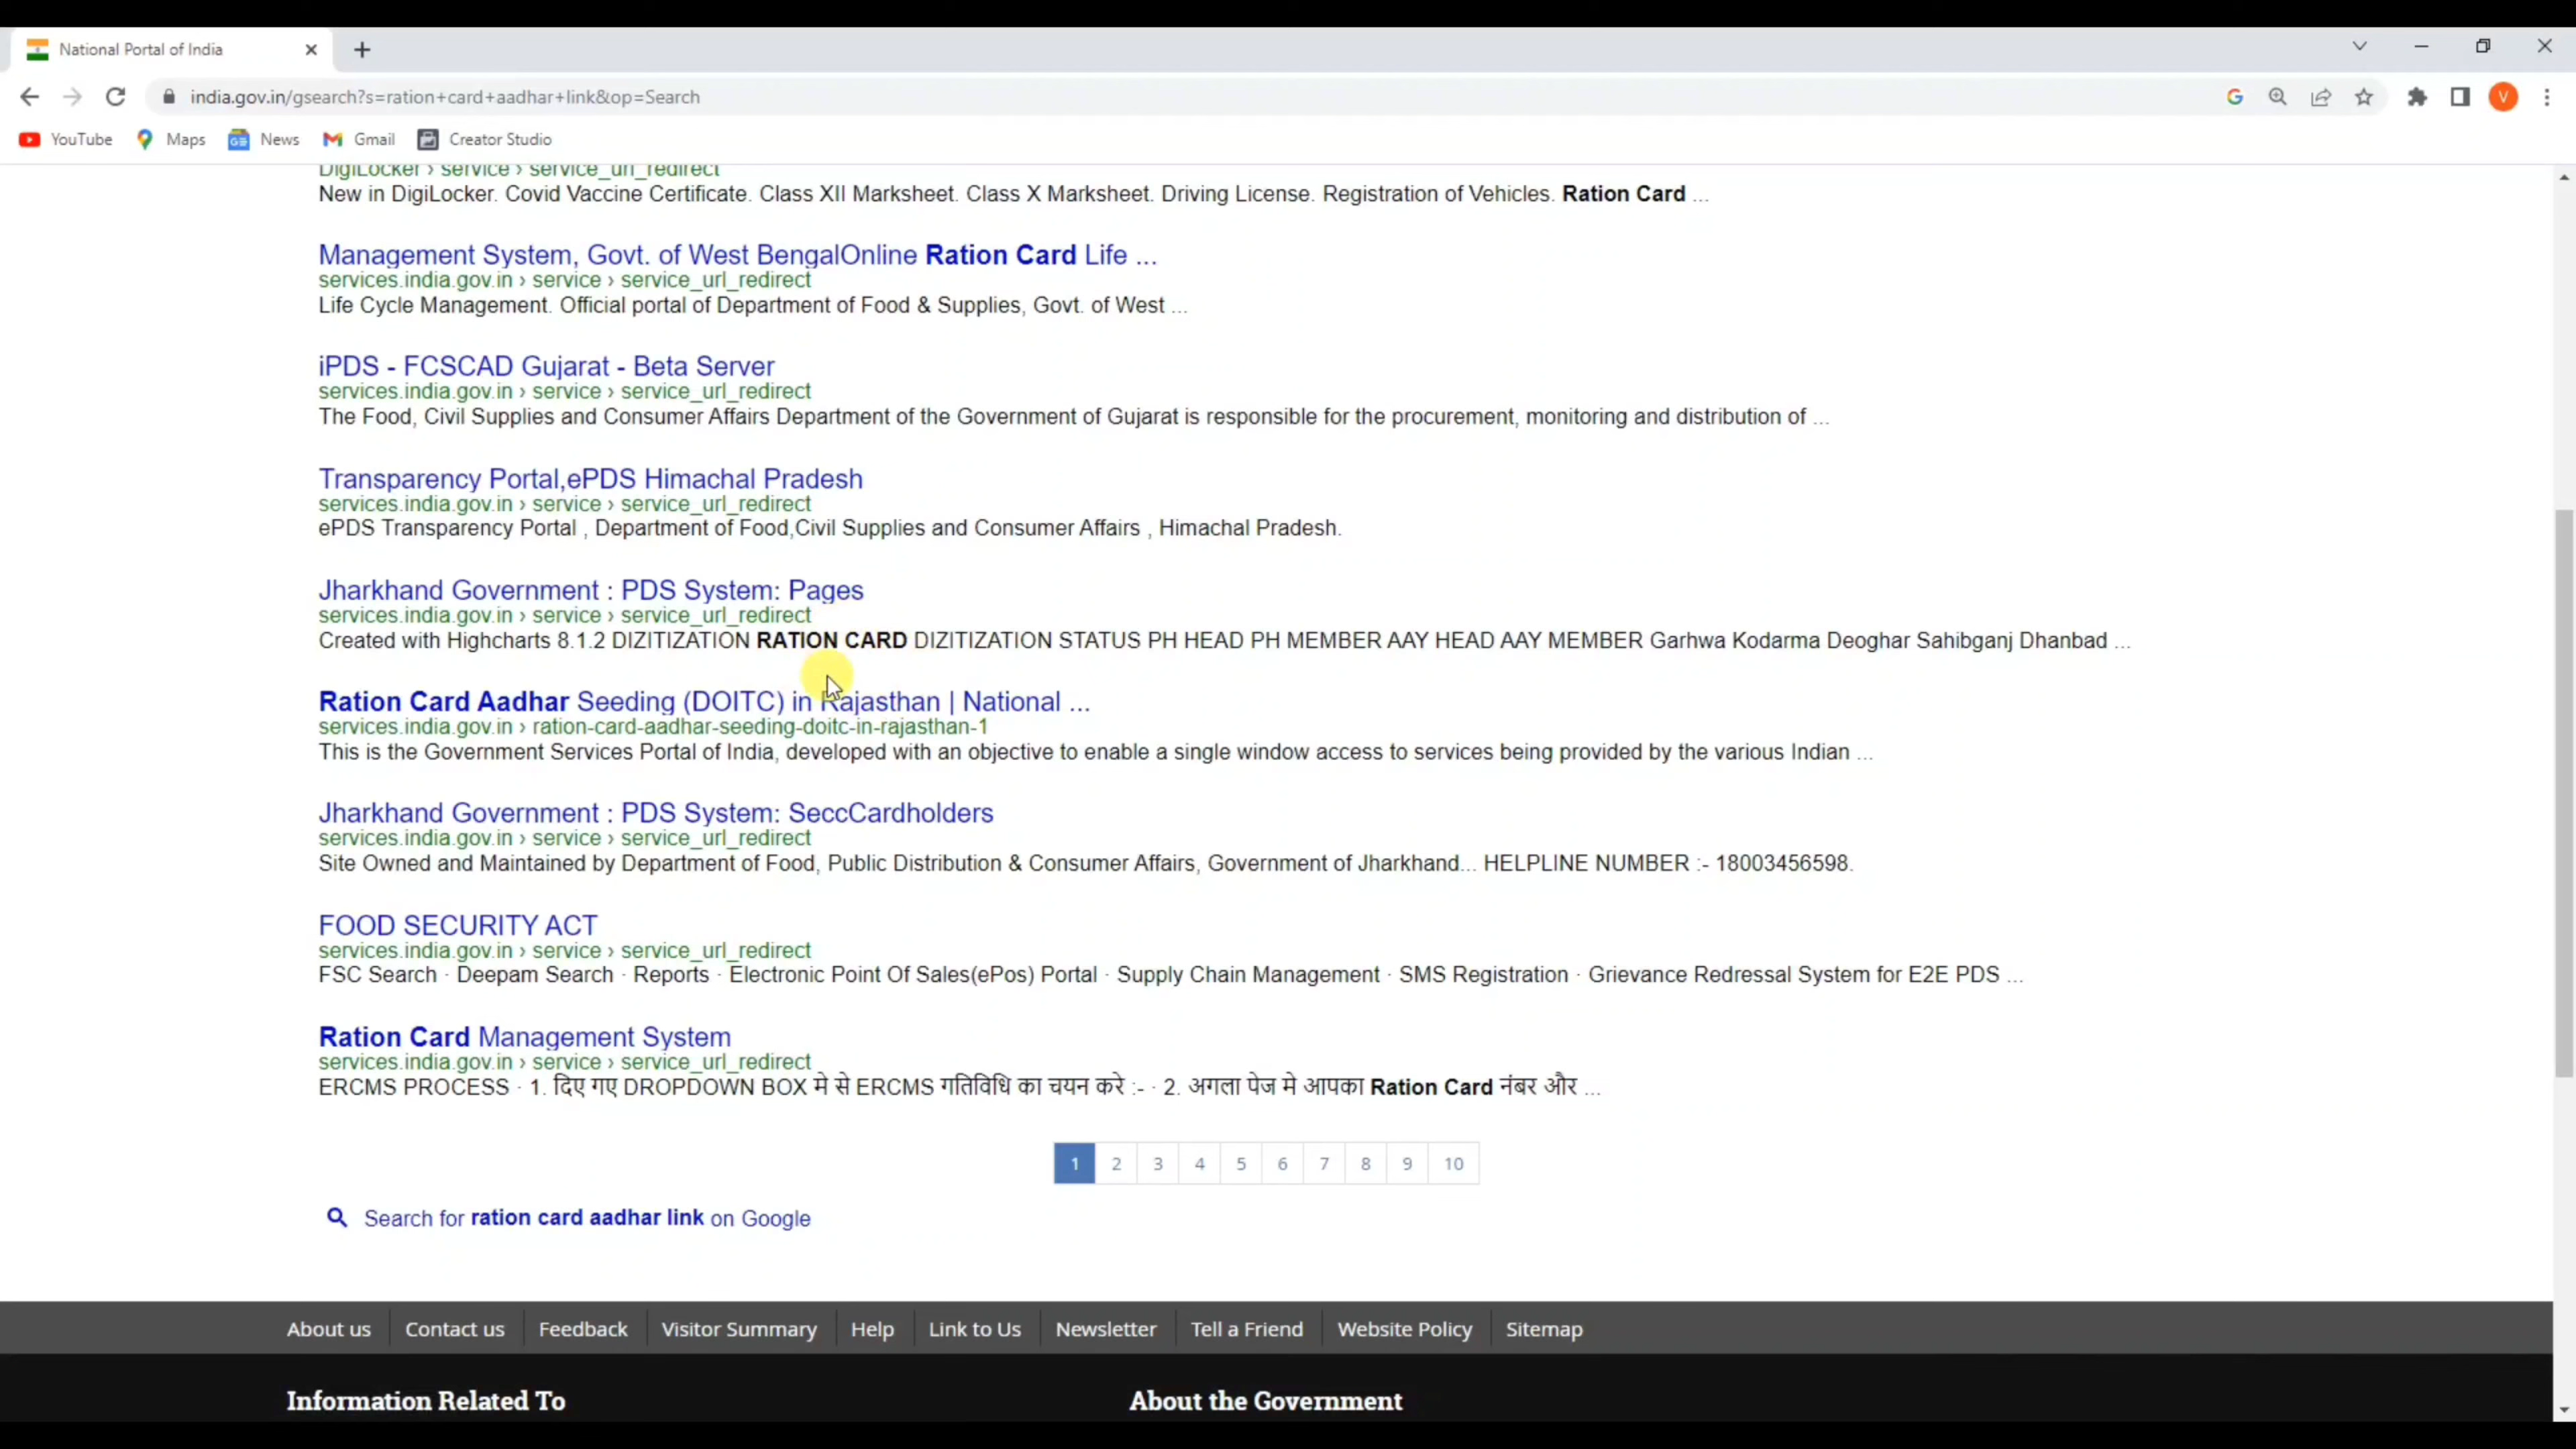 National Portal of India
india.gov.in/gsearch?s=ration+card+aadhar+link&op=Search
V
YouTube Maps News Gmail Creator Studio
DigiLocker › service › service_url_redirect
New in DigiLocker. Covid Vaccine Certificate. Class XII Marksheet. Class X Marksheet. Driving License. Registration of Vehicles. Ration Card ...
Management System, Govt. of West BengalOnline Ration Card Life ...
services.india.gov.in › service › service_url_redirect
Life Cycle Management. Official portal of Department of Food & Supplies, Govt. of West ...
iPDS - FCSCAD Gujarat - Beta Server
services.india.gov.in › service › service_url_redirect
The Food, Civil Supplies and Consumer Affairs Department of the Government of Gujarat is responsible for the procurement, monitoring and distribution of ...
Transparency Portal,ePDS Himachal Pradesh
services.india.gov.in › service › service_url_redirect
ePDS Transparency Portal , Department of Food,Civil Supplies and Consumer Affairs , Himachal Pradesh.
Jharkhand Government : PDS System: Pages
services.india.gov.in › service › service_url_redirect
Created with Highcharts 8.1.2 DIZITIZATION RATION CARD DIZITIZATION STATUS PH HEAD PH MEMBER AAY HEAD AAY MEMBER Garhwa Kodarma Deoghar Sahibganj Dhanbad ...
Ration Card Aadhar Seeding (DOITC) in Rajasthan | National ...
services.india.gov.in › ration-card-aadhar-seeding-doitc-in-rajasthan-1
This is the Government Services Portal of India, developed with an objective to enable a single window access to services being provided by the various Indian ...
Jharkhand Government : PDS System: SeccCardholders
services.india.gov.in › service › service_url_redirect
Site Owned and Maintained by Department of Food, Public Distribution & Consumer Affairs, Government of Jharkhand... HELPLINE NUMBER :- 18003456598.
FOOD SECURITY ACT
services.india.gov.in › service › service_url_redirect
FSC Search · Deepam Search · Reports · Electronic Point Of Sales(ePos) Portal · Supply Chain Management · SMS Registration · Grievance Redressal System for E2E PDS ...
Ration Card Management System
services.india.gov.in › service › service_url_redirect
ERCMS PROCESS · 1. दिए गए DROPDOWN BOX मे से ERCMS गतिविधि का चयन करे :- · 2. अगला पेज मे आपका Ration Card नंबर और ...
1 2 3 4 5 6 7 8 9 10
Search for ration card aadhar link on Google
About us Contact us Feedback Visitor Summary Help Link to Us Newsletter Tell a Friend Website Policy Sitemap
Information Related To About the Government